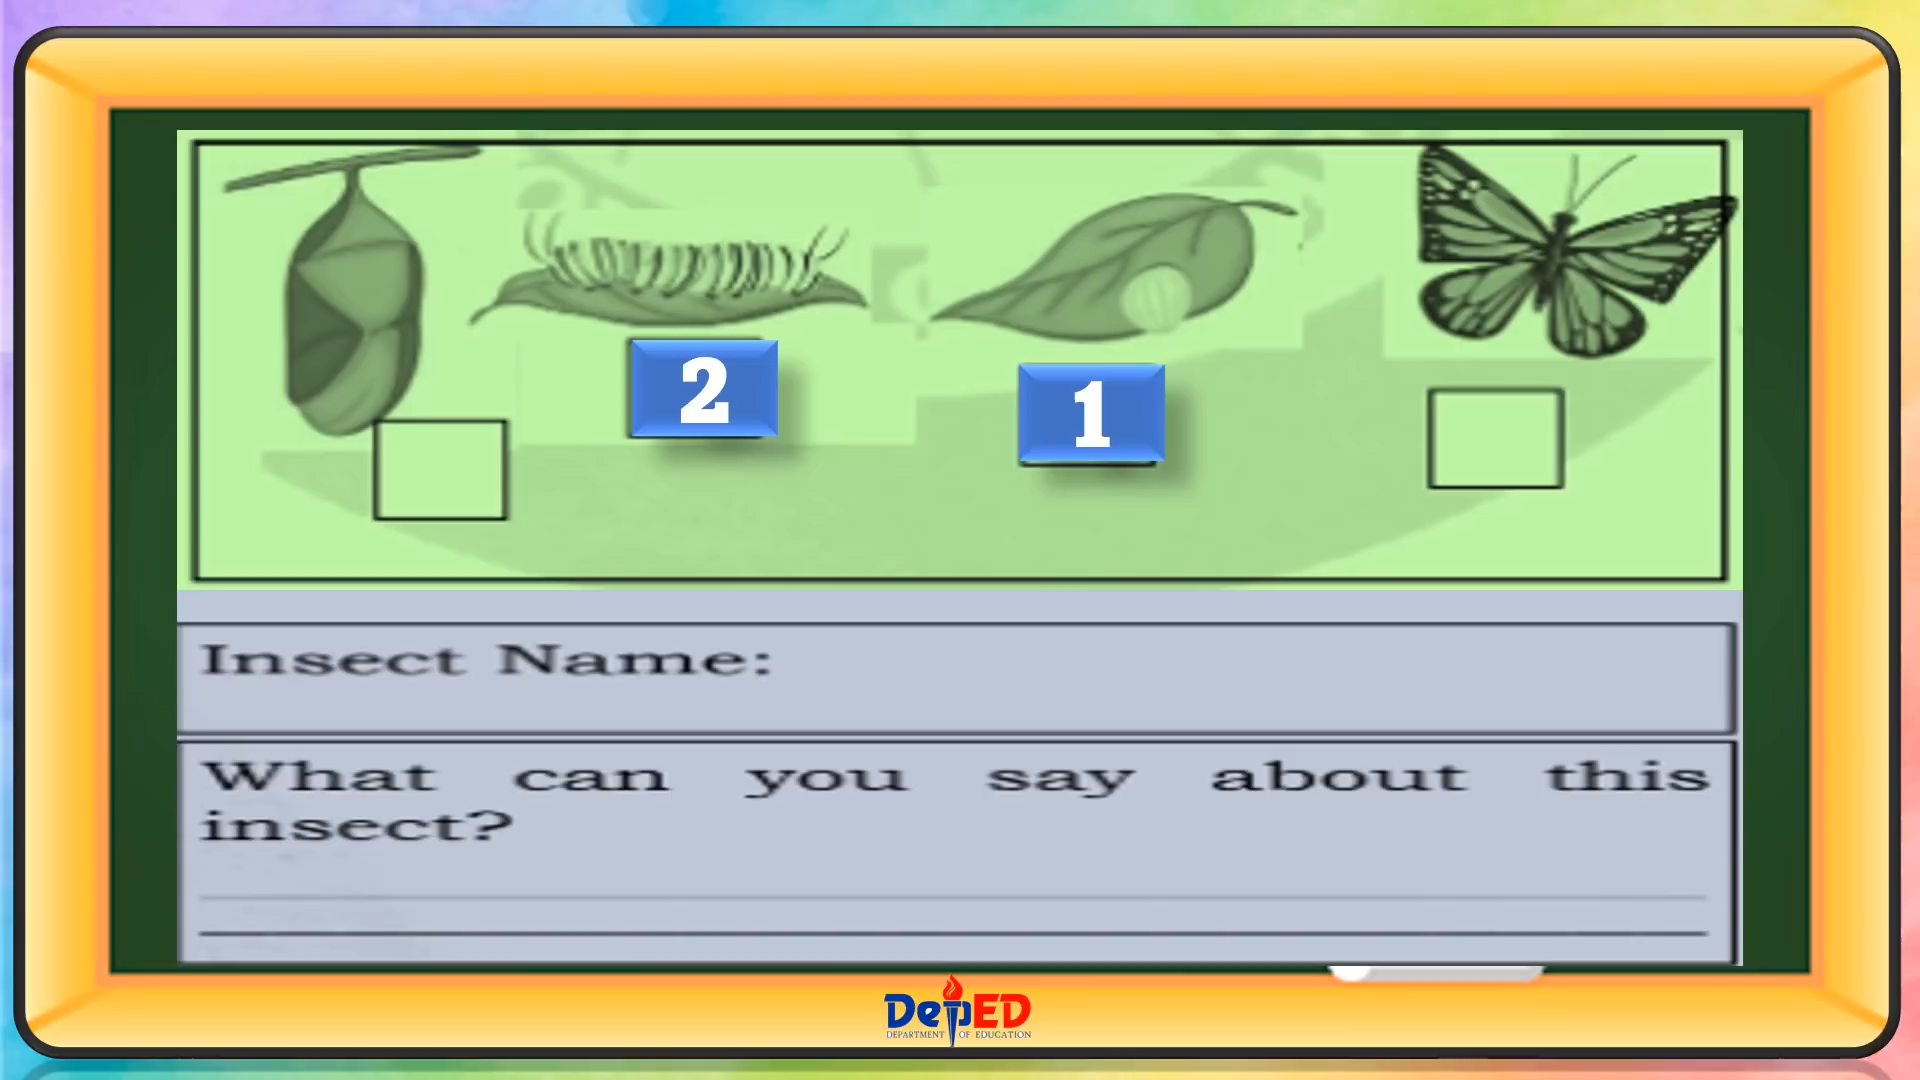 2
1
Insect Name:
What can you say about this
insect?
DepED
DEPARTMENT OF EDUCATION